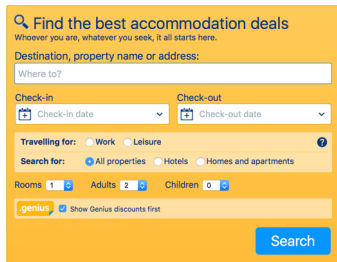 Find the best accommodation deals
Whoever you are, whatever you seek, it all starts here.
Destination, property name or address:
Where to?
Check-in Check-out
Check-in date Check-out date
Travelling for: Work Leisure ?
Search for: All properties Hotels Homes and apartments
Rooms 1 Adults 2 Children 0
.genius Show Genius discounts first
Search